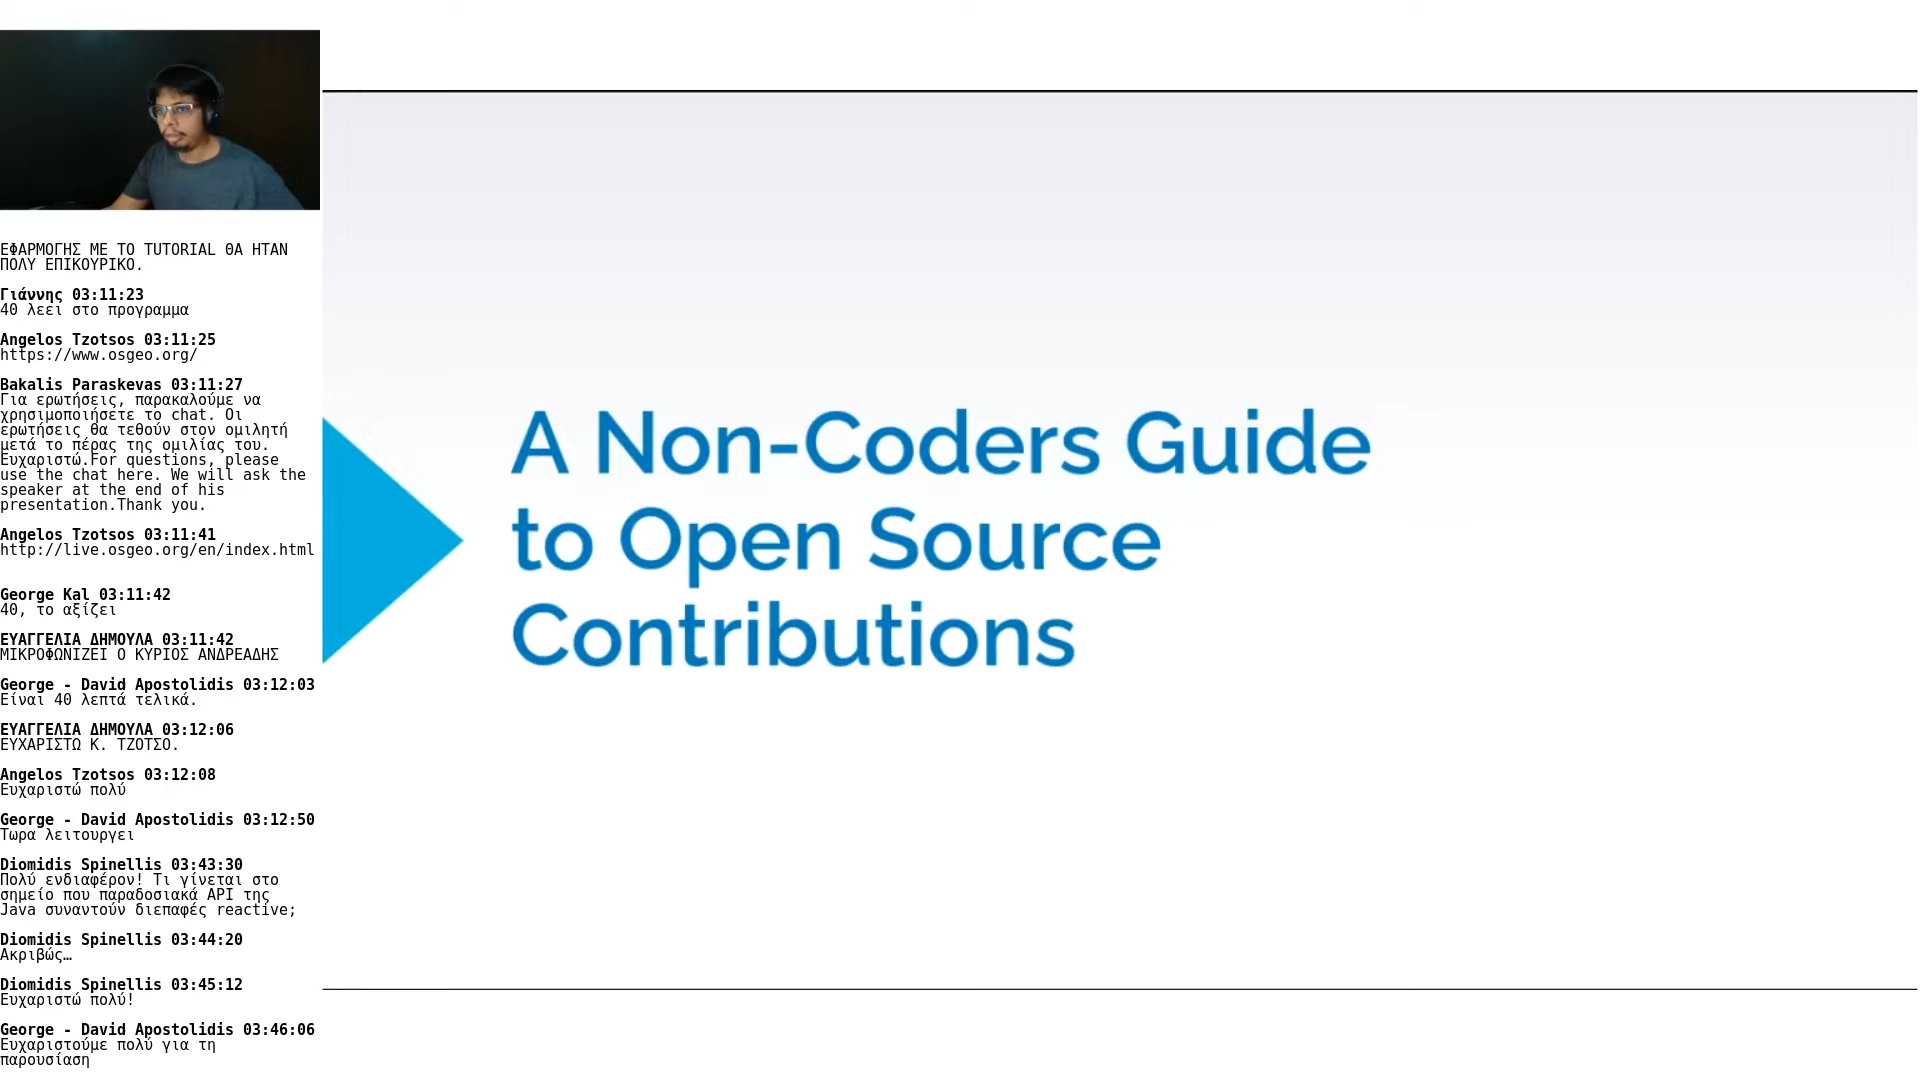 ΕΦΑΡΜΟΓΗΣ ΜΕ ΤΟ TUTORIAL ΘΑ ΗΤΑΝ
ΠΟΛΥ ΕΠΙΚΟΥΡΙΚΟ.
Γιάννης 03:11:23
40 λεει στο προγραμμα
Angelos Tzotsos 03:11:25
https://www.osgeo.org/
Bakalis Paraskevas 03:11:27
Για ερωτήσεις, παρακαλούμε να
χρησιμοποιήσετε το chat. Οι
ερωτήσεις θα τεθούν στον ομιλητή
μετά το πέρας της ομιλίας του.
Ευχαριστώ.For questions, please
use the chat here. We will ask the
speaker at the end of his
presentation.Thank you.
Angelos Tzotsos 03:11:41
http://live.osgeo.org/en/index.html
George Kal 03:11:42
40, το αξίζει
ΕΥΑΓΓΕΛΙΑ ΔΗΜΟΥΛΑ 03:11:42
ΜΙΚΡΟΦΩΝΙΖΕΙ Ο ΚΥΡΙΟΣ ΑΝΔΡΕΑΔΗΣ
George - David Apostolidis 03:12:03
Είναι 40 λεπτά τελικά.
ΕΥΑΓΓΕΛΙΑ ΔΗΜΟΥΛΑ 03:12:06
ΕΥΧΑΡΙΣΤΩ Κ. ΤΖΟΤΣΟ.
Angelos Tzotsos 03:12:08
Ευχαριστώ πολύ
George - David Apostolidis 03:12:50
Τωρα λειτουργει
Diomidis Spinellis 03:43:30
Πολύ ενδιαφέρον! Τι γίνεται στο
σημείο που παραδοσιακά API της
Java συναντούν διεπαφές reactive;
Diomidis Spinellis 03:44:20
Ακριβώς…
Diomidis Spinellis 03:45:12
Ευχαριστώ πολύ!
George - David Apostolidis 03:46:06
Ευχαριστούμε πολύ για τη
παρουσίαση
A Non-Coders Guide
to Open Source
Contributions